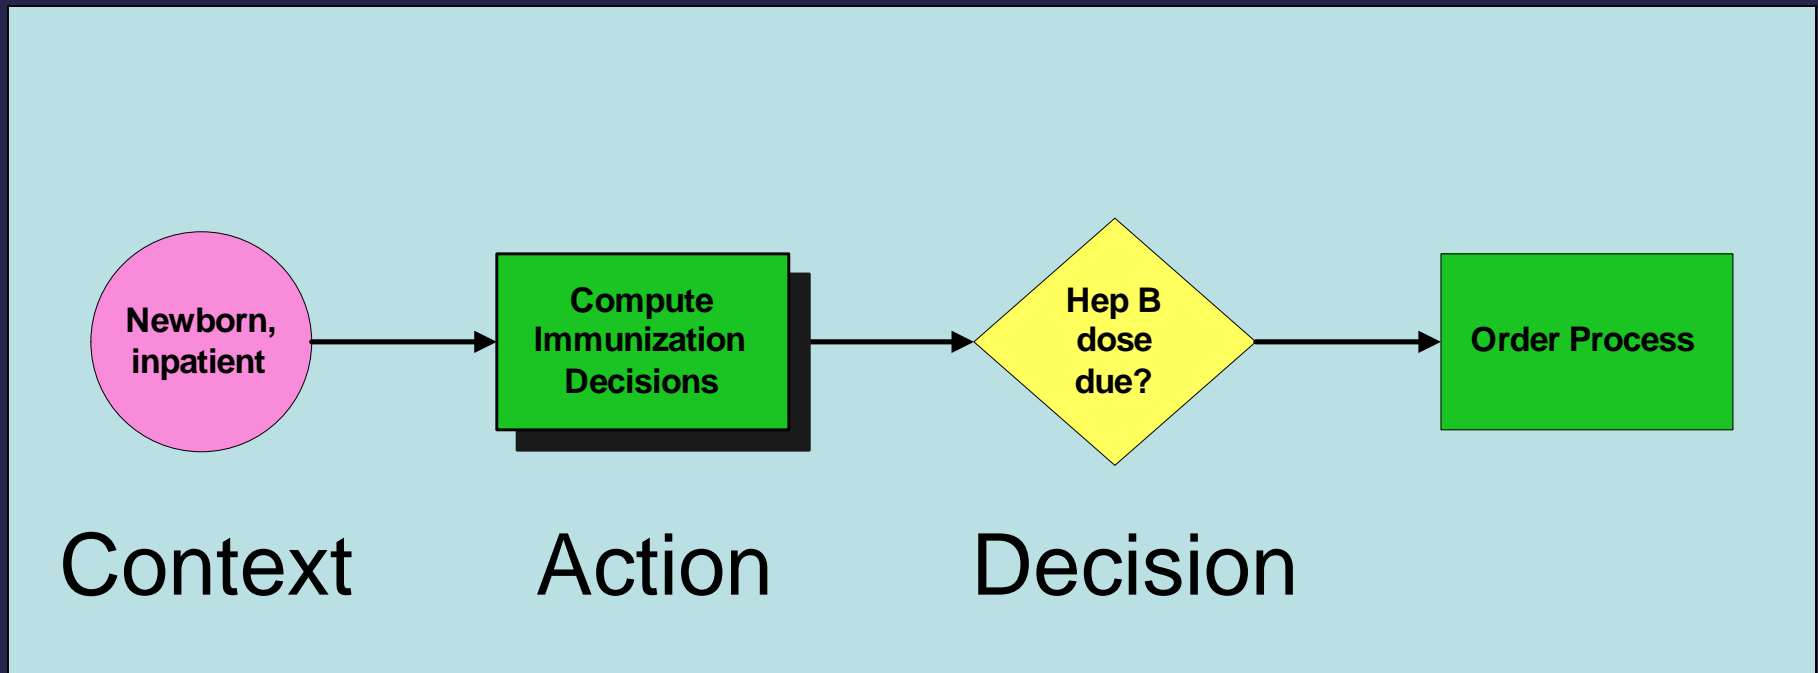 Newborn,
inpatient
Compute
Immunization
Decisions
Hep B
dose
due?
Order Process
Context
Action
Decision